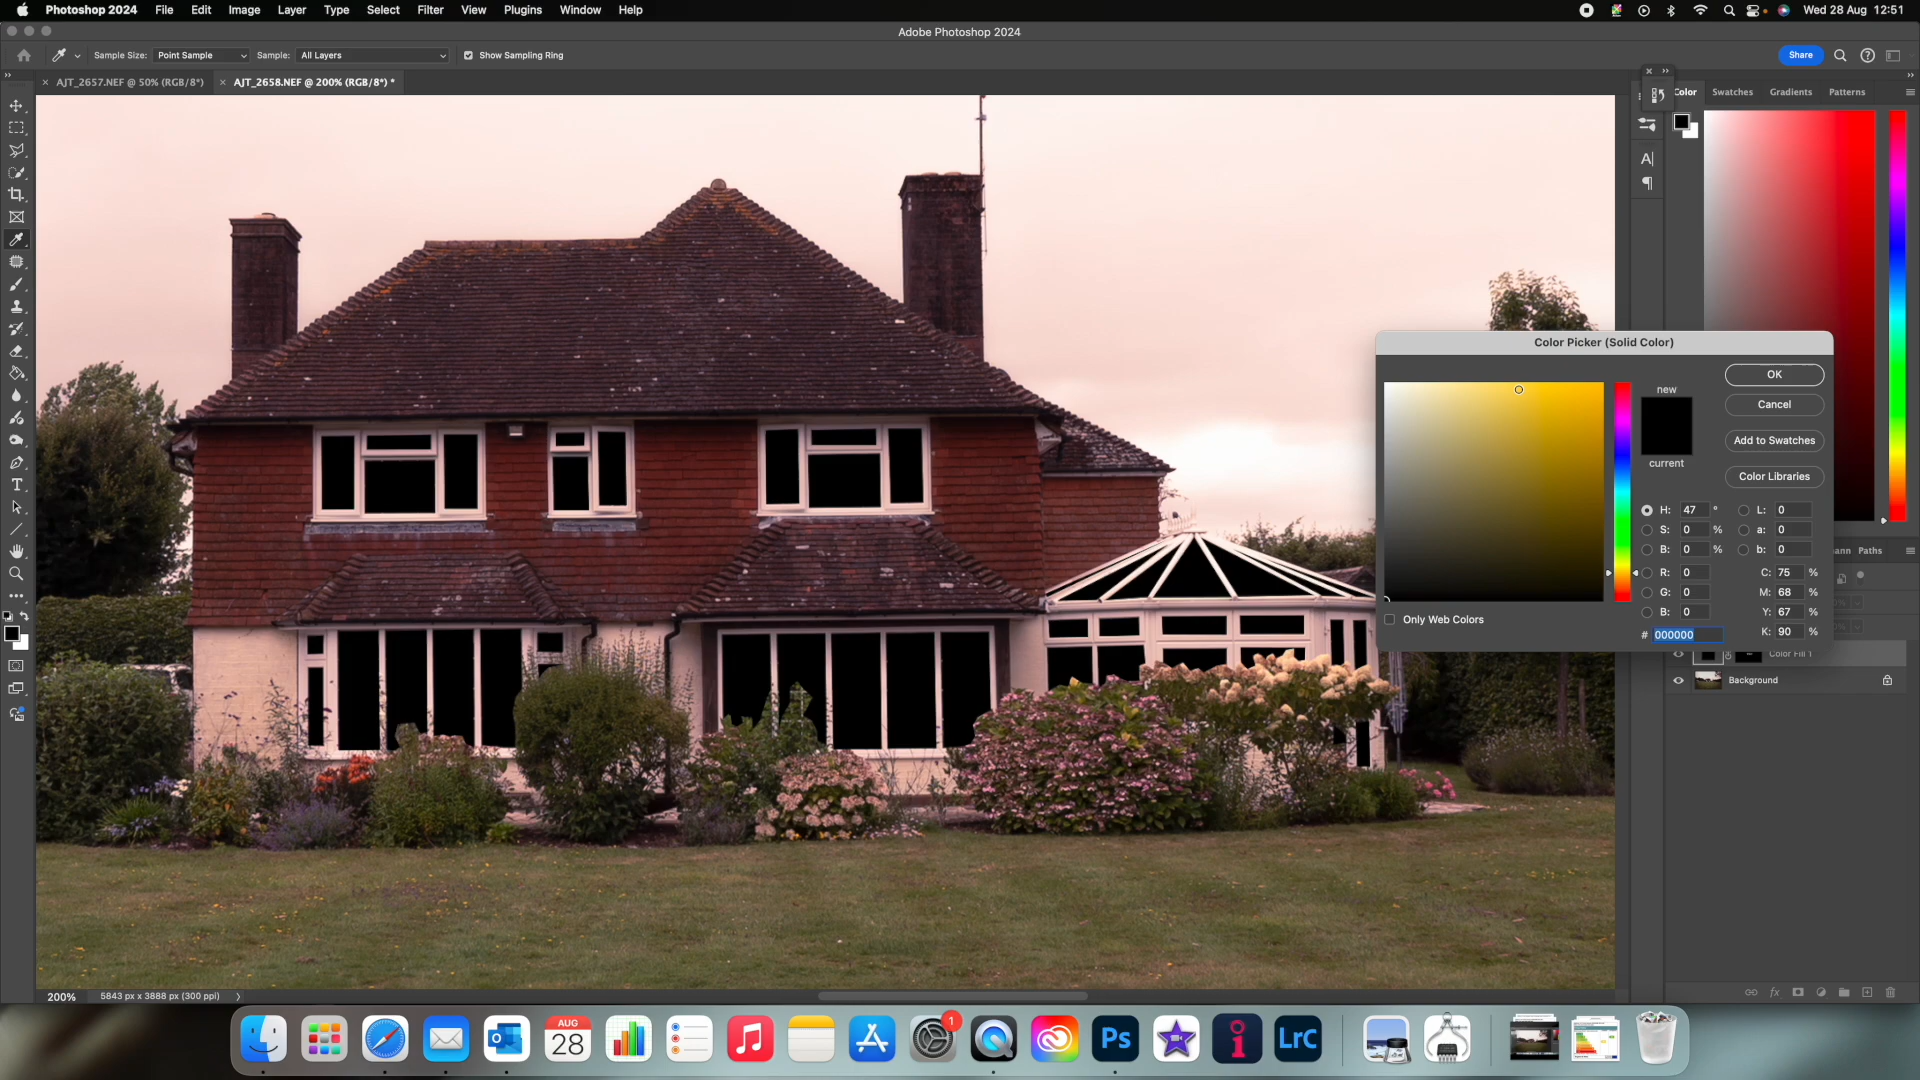 Photoshop 2024 File Edit Image Layer Type Select Filter View Plugins Window Help Wed 28 Aug 12:51
Adobe Photoshop 2024
Sample Size: Point Sample Sample: All Layers Show Sampling Ring Share
AJT_2657.NEF @ 50% (RGB/8*) AJT_2658.NEF @ 200% (RGB/8*) *
Color Swatches Gradients Patterns
Color Picker (Solid Color)
new
current
OK
Cancel
Add to Swatches
Color Libraries
H: 47 ° L: 0
S: 0 % a: 0
B: 0 % b: 0
R: 0 C: 75 %
G: 0 M: 68 %
B: 0 Y: 67 %
# 000000 K: 90 %
Only Web Colors
Paths
Color Fill 1
Background
200% 5843 px x 3888 px (300 ppi)
AUG
28
1
Ps
LrC